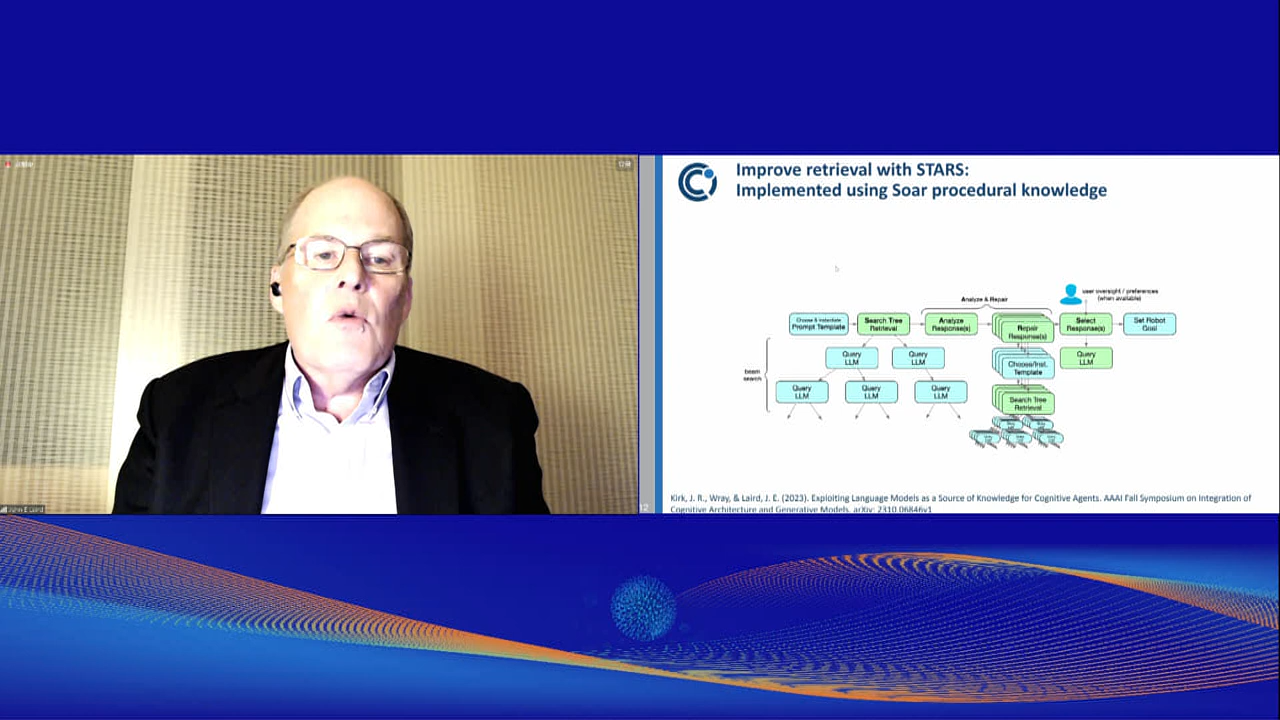 John E Laird
12
Improve retrieval with STARS:
Implemented using Soar procedural knowledge
user oversight / preferences
(when available)
Analyze & Repair
Choose & Instantiate
Prompt Template
Search Tree
Retrieval
Analyze
Response(s)
Repair
Response(s)
Select
Response(s)
Set Robot
Goal
beam
search
Query
LLM
Query
LLM
Choose/Inst.
Template
Query
LLM
Query
LLM
Query
LLM
Query
LLM
Search Tree
Retrieval
Kirk, J. R., Wray, & Laird, J. E. (2023). Exploiting Language Models as a Source of Knowledge for Cognitive Agents. AAAI Fall Symposium on Integration of
Cognitive Architecture and Generative Models. arXiv: 2310.06846v1